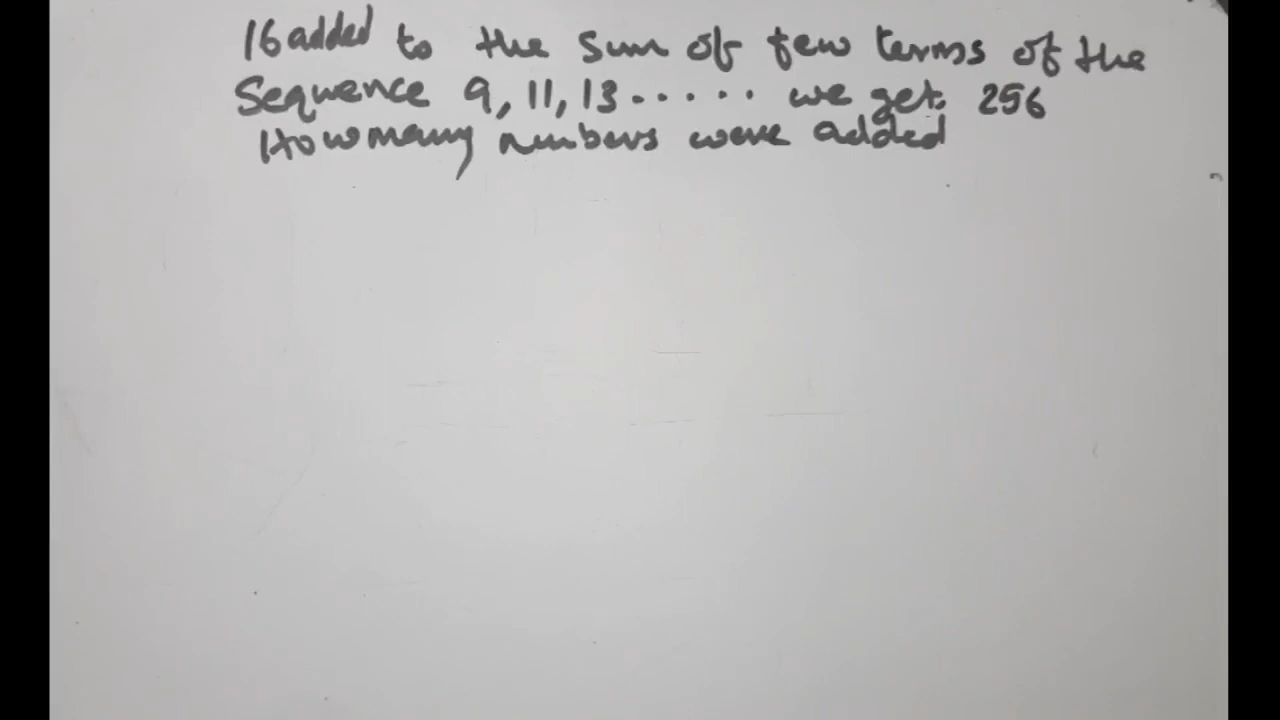 16 added to the sum of few terms of the
Sequence 9, 11, 13 ..... we get. 256
How many numbers were added